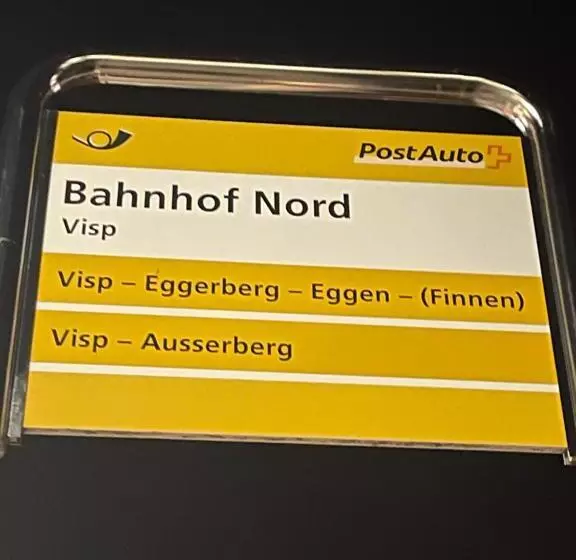 PostAuto
Bahnhof Nord
Visp
Visp – Eggerberg – Eggen – (Finnen)
Visp – Ausserberg